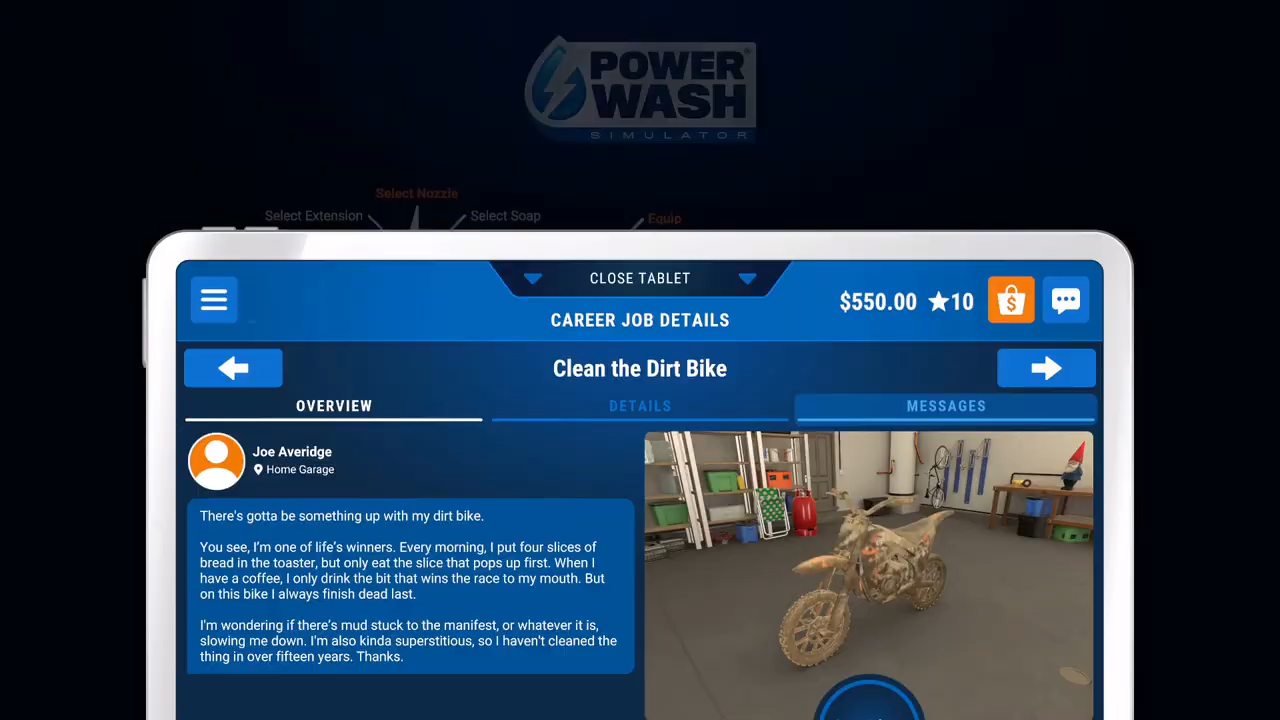 POWER
WASH
SIMULATOR
Select Nozzle
Select Extension
Select Soap
Equip
CLOSE TABLET
$550.00 ★10
CAREER JOB DETAILS
Clean the Dirt Bike
OVERVIEW
DETAILS
MESSAGES
Joe Averidge
Home Garage
There's gotta be something up with my dirt bike.
You see, I'm one of life's winners. Every morning, I put four slices of
bread in the toaster, but only eat the slice that pops up first. When I
have a coffee, I only drink the bit that wins the race to my mouth. But
on this bike I always finish dead last.
I'm wondering if there's mud stuck to the manifest, or whatever it is,
slowing me down. I'm also kinda superstitious, so I haven't cleaned the
thing in over fifteen years. Thanks.